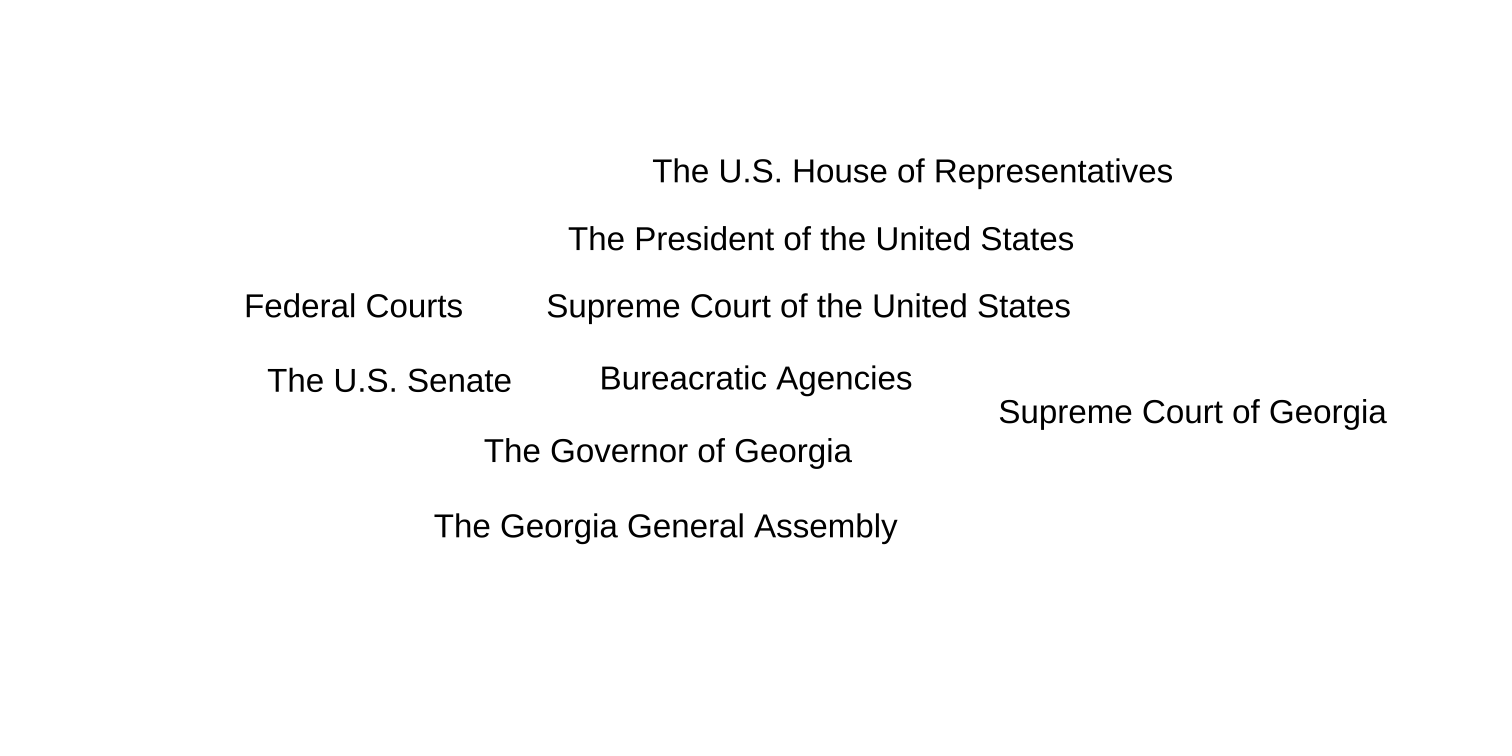 The U.S. House of Representatives
The President of the United States
Federal Courts
Supreme Court of the United States
The U.S. Senate
Bureacratic Agencies
Supreme Court of Georgia
The Governor of Georgia
The Georgia General Assembly